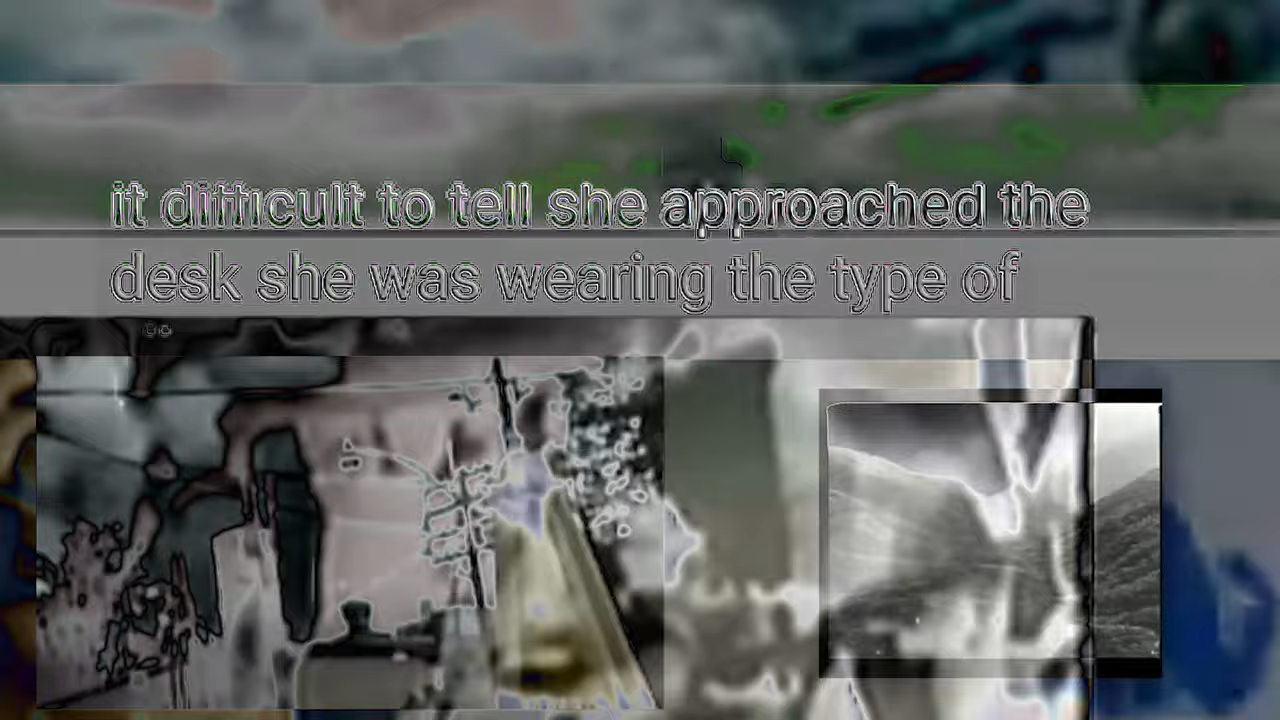 it difficult to tell she approached the
desk she was wearing the type of